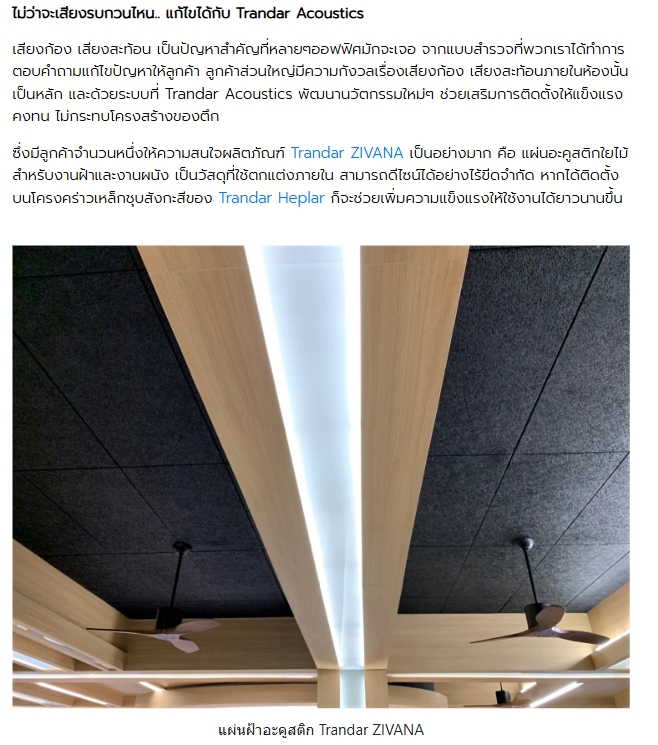 ไม่ว่าจะเสียงรบกวนไหน.. แก้ไขได้กับ Trandar Acoustics
เสียงก้อง เสียงสะท้อน เป็นปัญหาสำคัญที่หลายๆออฟฟิศมักจะเจอ จากแบบสำรวจที่พวกเราได้ทำการ
ตอบคำถามแก้ไขปัญหาให้ลูกค้า ลูกค้าส่วนใหญ่มีความกังวลเรื่องเสียงก้อง เสียงสะท้อนภายในห้องนั้น
เป็นหลัก และด้วยระบบที่ Trandar Acoustics พัฒนานวัตกรรมใหม่ๆ ช่วยเสริมการติดตั้งให้แข็งแรง
คงทน ไม่กระทบโครงสร้างของตึก
ซึ่งมีลูกค้าจำนวนหนึ่งให้ความสนใจผลิตภัณฑ์ Trandar ZIVANA เป็นอย่างมาก คือ แผ่นอะคูสติกใยไม้
สำหรับงานฝ้าและงานผนัง เป็นวัสดุที่ใช้ตกแต่งภายใน สามารถดีไซน์ได้อย่างไร้ขีดจำกัด หากได้ติดตั้ง
บนโครงคร่าวเหล็กชุบสังกะสีของ Trandar Heplar ก็จะช่วยเพิ่มความแข็งแรงให้ใช้งานได้ยาวนานขึ้น
แผ่นฝ้าอะคูสติก Trandar ZIVANA